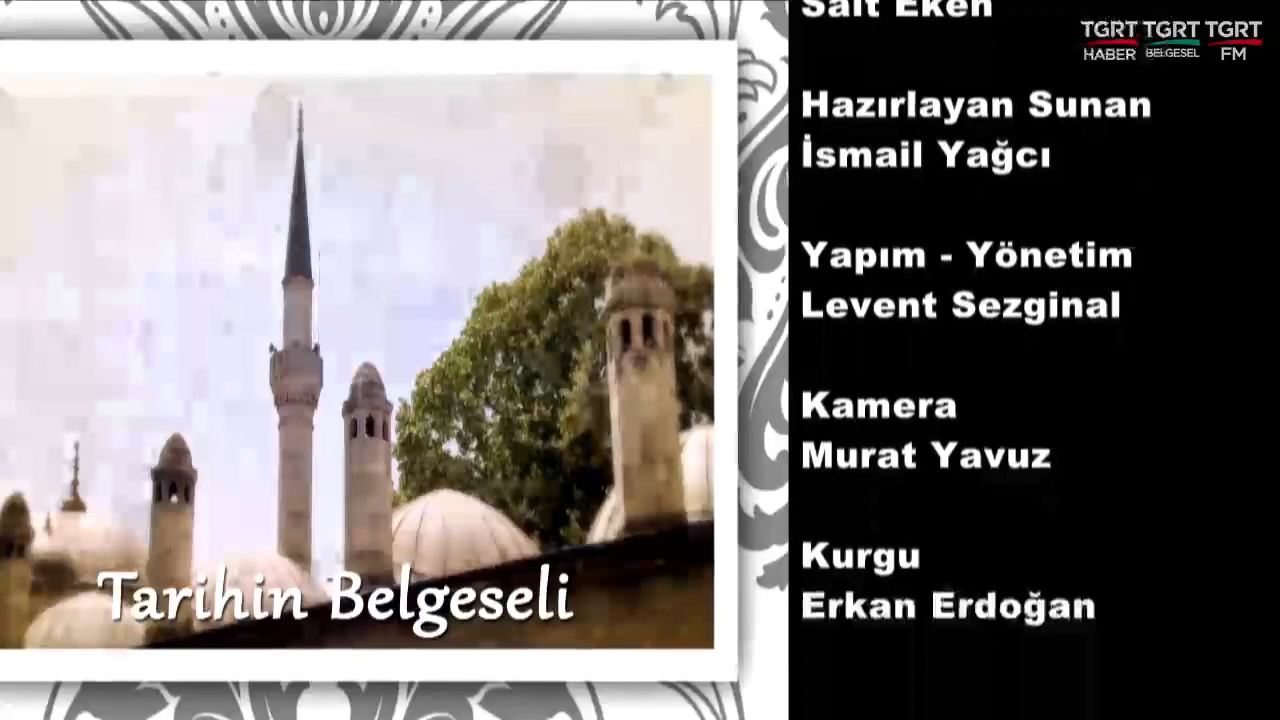 Sait Eken
TGRT HABER
TGRT BELGESEL
TGRT FM
Hazırlayan Sunan
İsmail Yağcı
Yapım - Yönetim
Levent Sezginal
Kamera
Murat Yavuz
Kurgu
Erkan Erdoğan
Tarihin Belgeseli